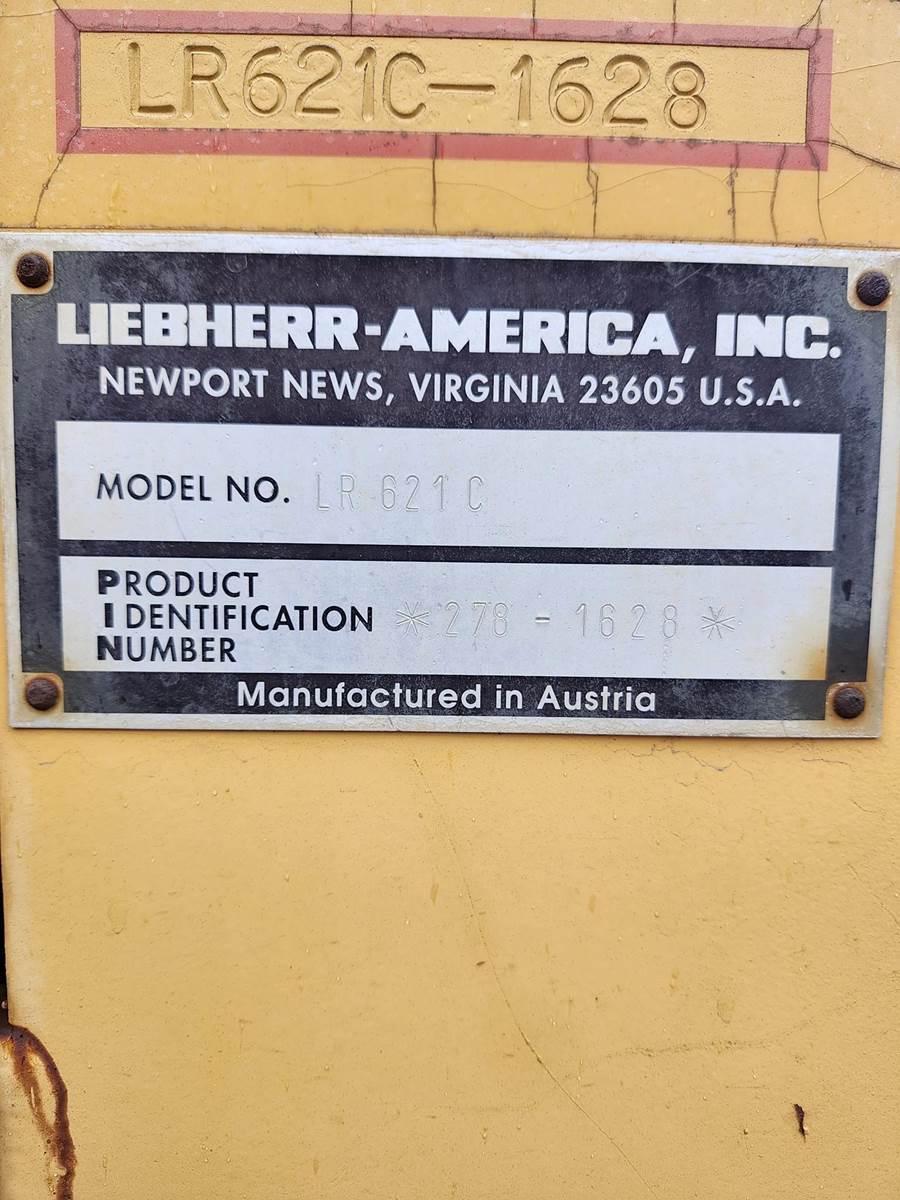 LR621C-1628
LIEBHERR-AMERICA, INC.
NEWPORT NEWS, VIRGINIA 23605 U.S.A.
MODEL NO. LR 621 C
PRODUCT
IDENTIFICATION *278 - 1628*
NUMBER
Manufactured in Austria